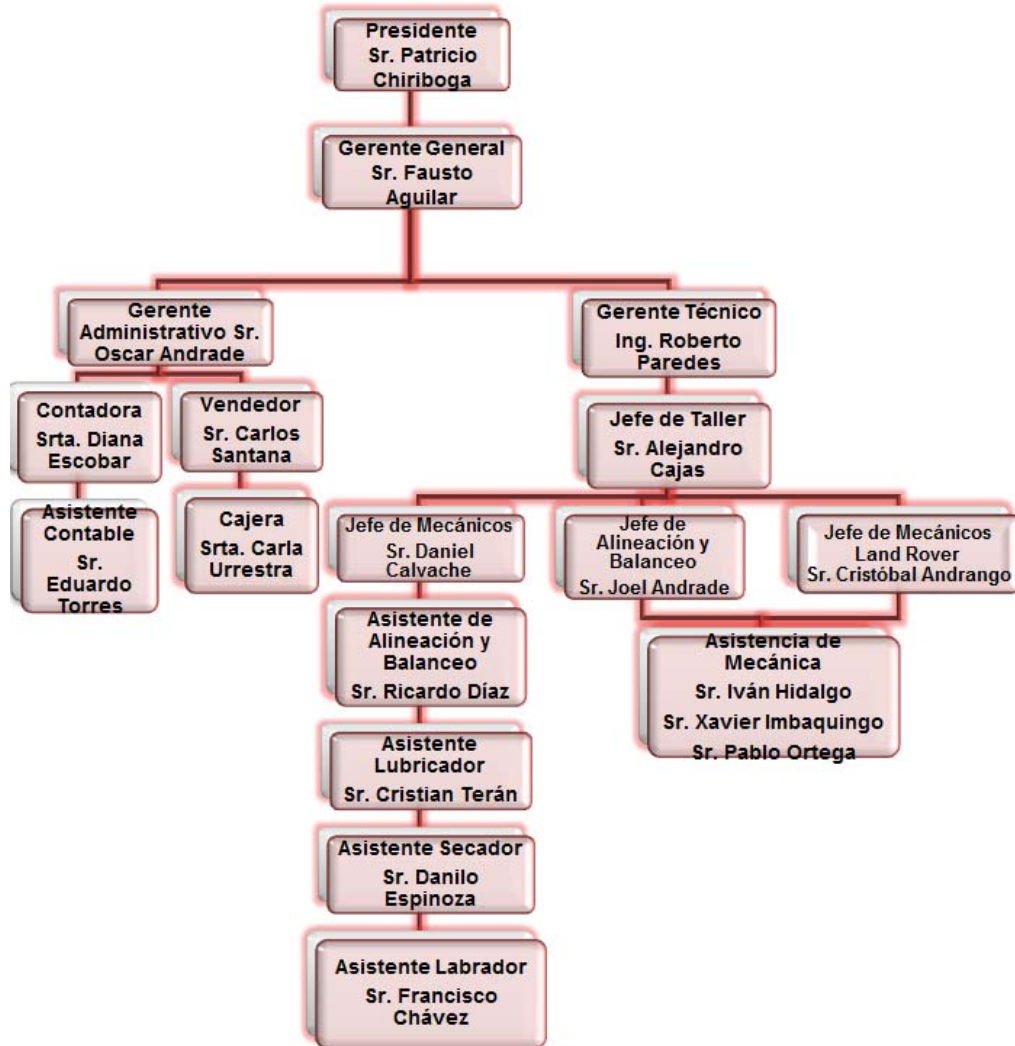 Presidente
Sr. Patricio
Chiriboga
Gerente General
Sr. Fausto
Aguilar
Gerente
Administrativo Sr.
Oscar Andrade
Gerente Técnico
Ing. Roberto
Paredes
Contadora
Srta. Diana
Escobar
Vendedor
Sr. Carlos
Santana
Jefe de Taller
Sr. Alejandro
Cajas
Asistente
Contable
Sr.
Eduardo
Torres
Cajera
Srta. Carla
Urrestra
Jefe de Mecánicos
Sr. Daniel
Calvache
Jefe de
Alineación y
Balanceo
Sr. Joel Andrade
Jefe de Mecánicos
Land Rover
Sr. Cristóbal Andrango
Asistente de
Alineación y
Balanceo
Sr. Ricardo Díaz
Asistencia de
Mecánica
Sr. Iván Hidalgo
Sr. Xavier Imbaquingo
Sr. Pablo Ortega
Asistente
Lubricador
Sr. Cristian Terán
Asistente Secador
Sr. Danilo
Espinoza
Asistente Labrador
Sr. Francisco
Chávez